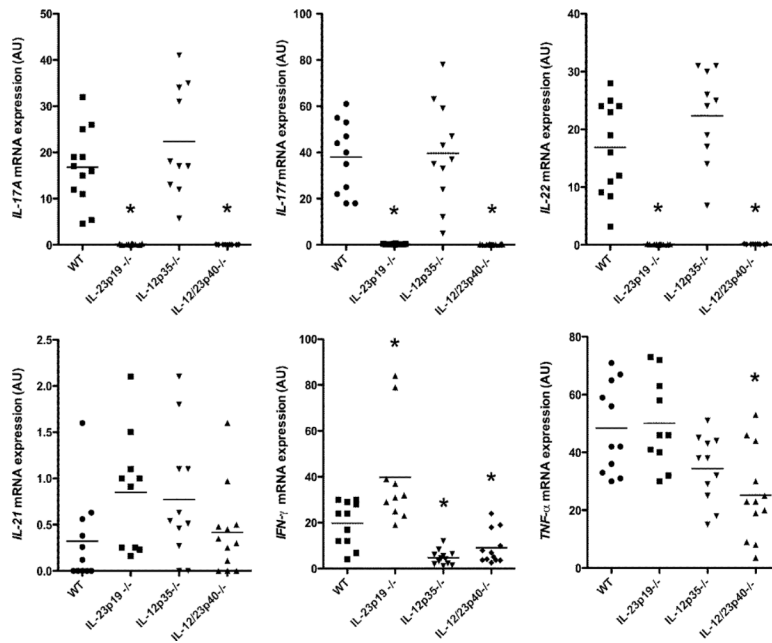 IL-17A mRNA expression (AU)
50
40
30
20
10
0
*
*
WT
IL-23p19 -/-
IL-12p35-/-
IL-12/23p40-/-
IL-17f mRNA expression (AU)
100
80
60
40
20
0
*
*
WT
IL-23p19 -/-
IL-12p35-/-
IL-12/23p40-/-
IL-22 mRNA expression (AU)
40
30
20
10
0
*
*
WT
IL-23p19 -/-
IL-12p35-/-
IL-12/23p40-/-
IL-21 mRNA expression (AU)
2.5
2.0
1.5
1.0
0.5
0.0
WT
IL-23p19 -/-
IL-12p35-/-
IL-12/23p40-/-
IFN-γ mRNA expression (AU)
100
80
60
40
20
0
*
*
*
WT
IL-23p19 -/-
IL-12p35-/-
IL-12/23p40-/-
TNF-α mRNA expression (AU)
80
60
40
20
0
*
WT
IL-23p19 -/-
IL-12p35-/-
IL-12/23p40-/-